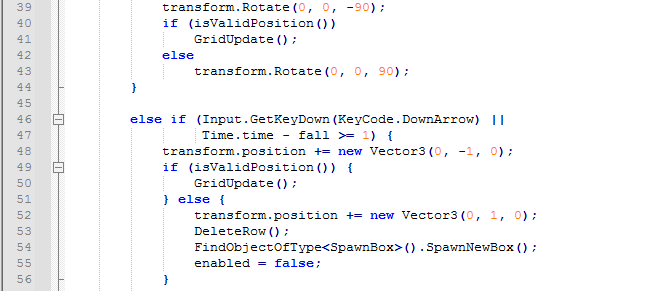 39 transform.Rotate(0, 0, -90);
40 if (isValidPosition())
41 GridUpdate();
42 else
43 transform.Rotate(0, 0, 90);
44 }
45
46 else if (Input.GetKeyDown(KeyCode.DownArrow) ||
47 Time.time - fall >= 1) {
48 transform.position += new Vector3(0, -1, 0);
49 if (isValidPosition()) {
50 GridUpdate();
51 } else {
52 transform.position += new Vector3(0, 1, 0);
53 DeleteRow();
54 FindObjectOfType<SpawnBox>().SpawnNewBox();
55 enabled = false;
56 }